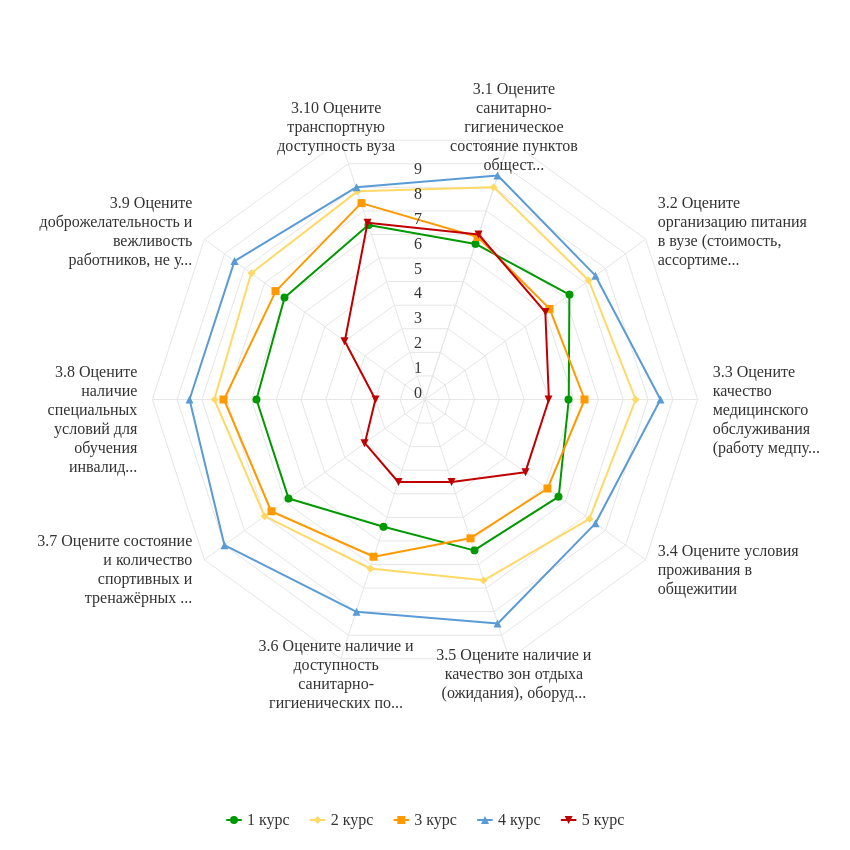 3.1 Оцените
санитарно-
гигиеническое
состояние пунктов
общест...
3.10 Оцените
транспортную
доступность вуза
3.2 Оцените
организацию питания
в вузе (стоимость,
ассортиме...
3.9 Оцените
доброжелательность и
вежливость
работников, не у...
9
8
7
6
5
4
3
2
1
0
3.3 Оцените
качество
медицинского
обслуживания
(работу медпу...
3.8 Оцените
наличие
специальных
условий для
обучения
инвалид...
3.4 Оцените условия
проживания в
общежитии
3.7 Оцените состояние
и количество
спортивных и
тренажёрных ...
3.6 Оцените наличие и
доступность
санитарно-
гигиенических по...
3.5 Оцените наличие и
качество зон отдыха
(ожидания), оборуд...
1 курс 2 курс 3 курс 4 курс 5 курс